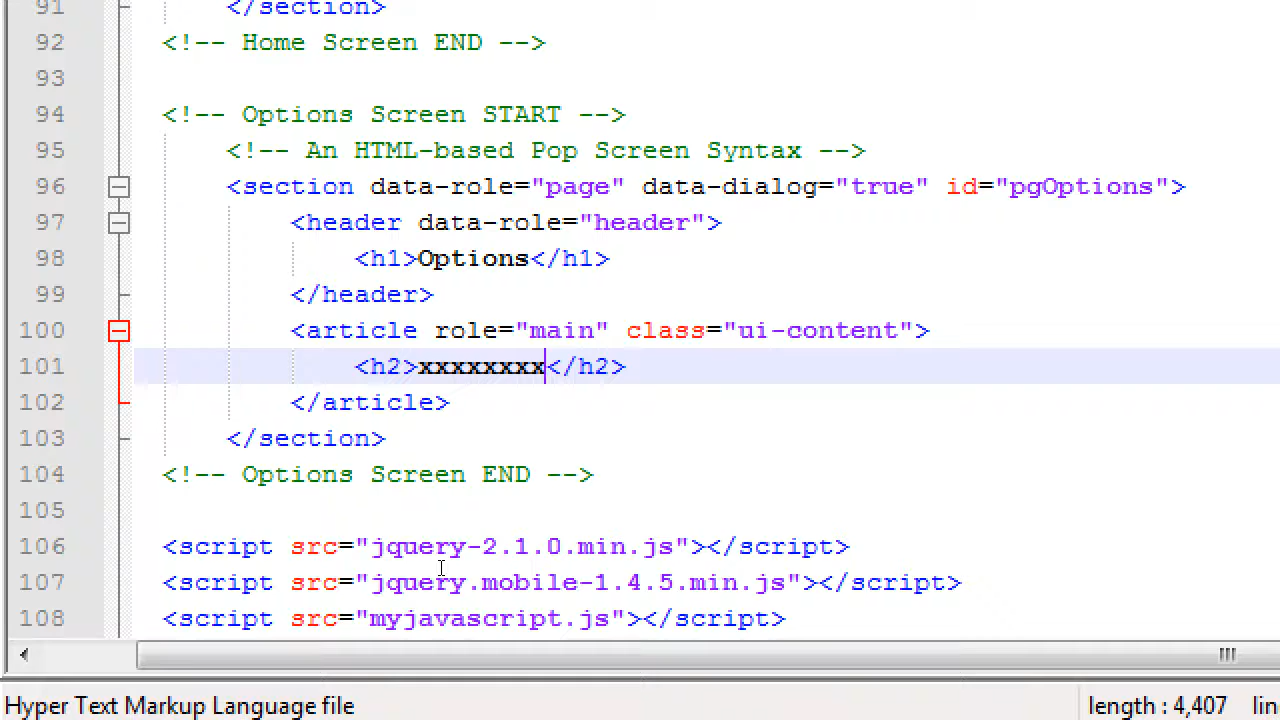 91 </section>
92 <!-- Home Screen END -->
93
94 <!-- Options Screen START -->
95 <!-- An HTML-based Pop Screen Syntax -->
96 <section data-role="page" data-dialog="true" id="pgOptions">
97 <header data-role="header">
98 <h1>Options</h1>
99 </header>
100 <article role="main" class="ui-content">
101 <h2>xxxxxxxx</h2>
102 </article>
103 </section>
104 <!-- Options Screen END -->
105
106 <script src="jquery-2.1.0.min.js"></script>
107 <script src="jquery.mobile-1.4.5.min.js"></script>
108 <script src="myjavascript.js"></script>
Hyper Text Markup Language file length : 4,407 lin